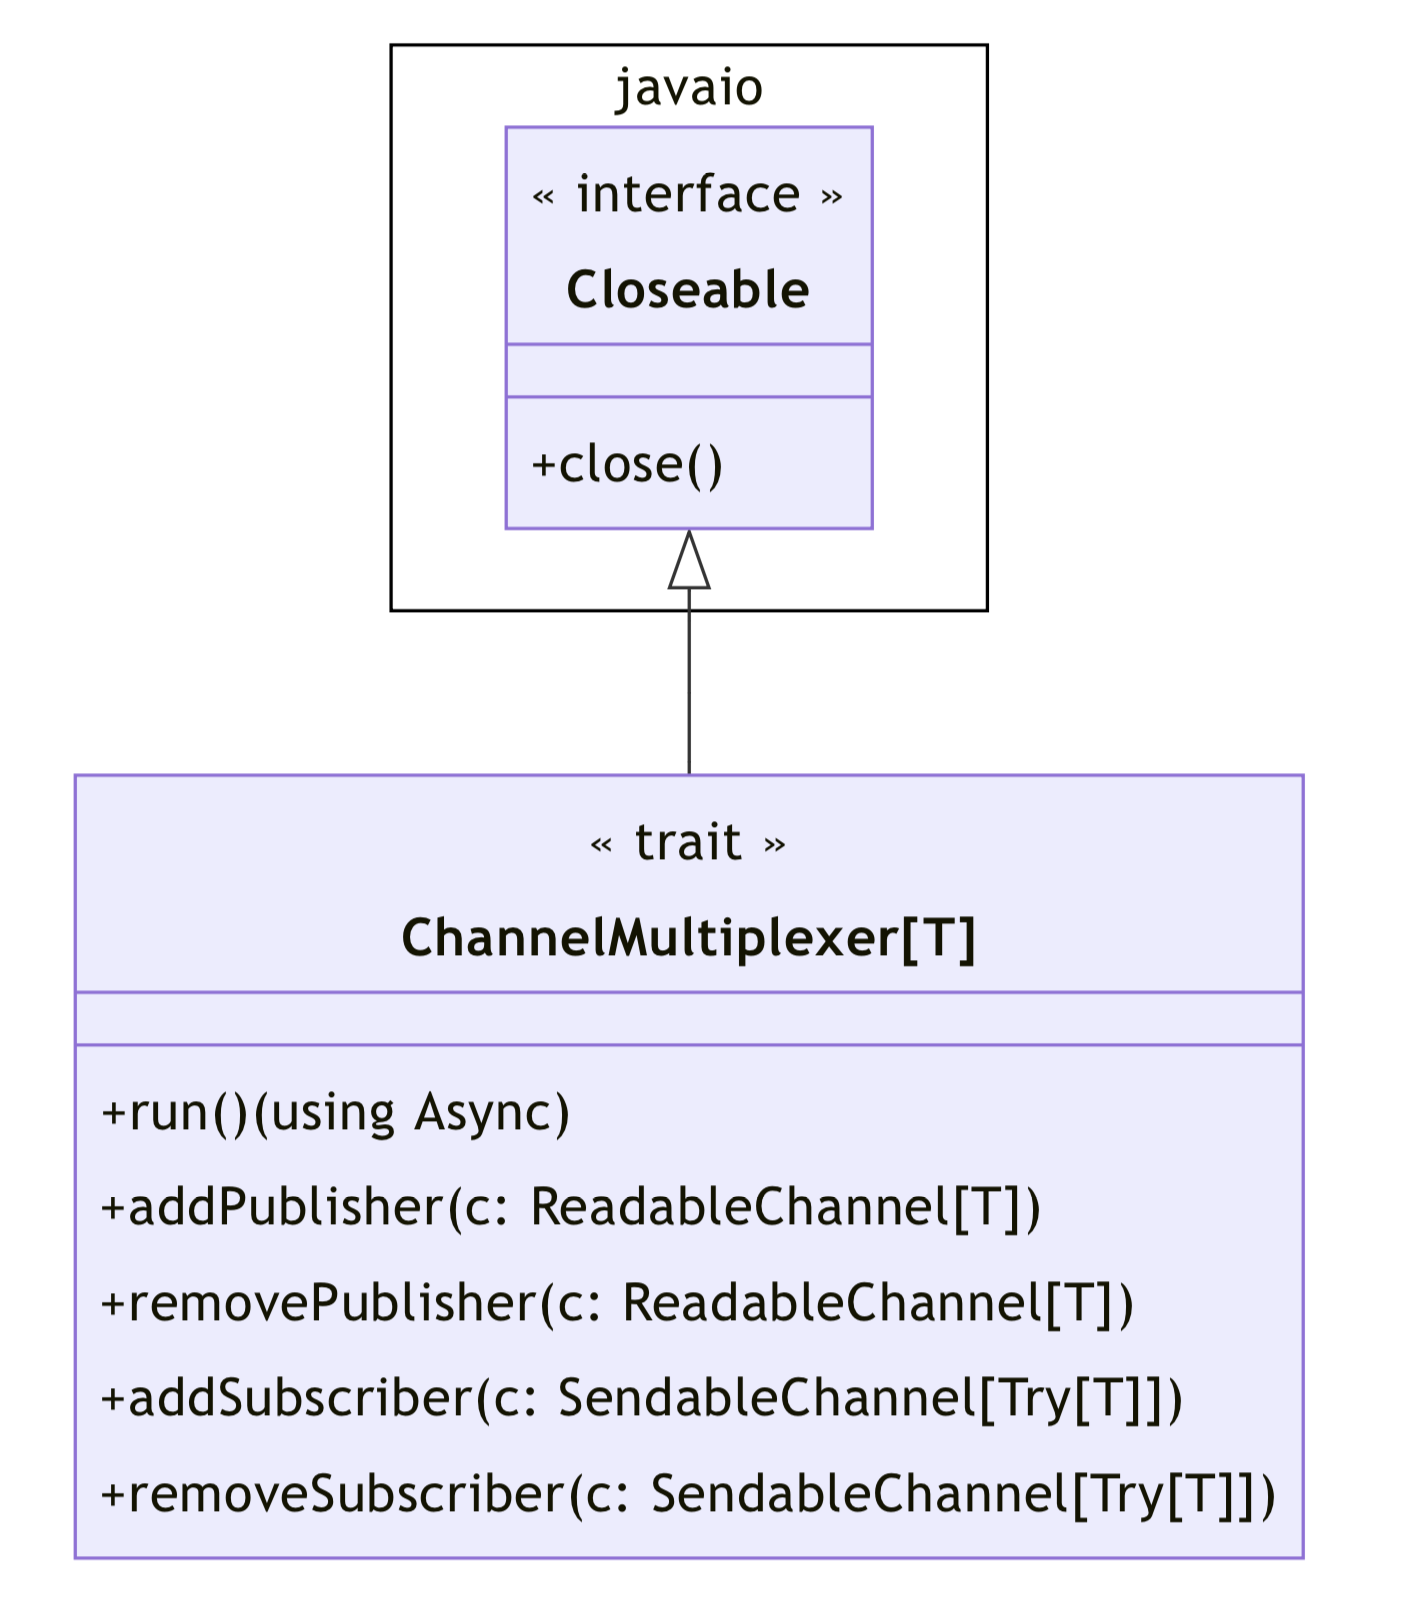 javaio
« interface »
Closeable
+close()
« trait »
ChannelMultiplexer[T]
+run()(using Async)
+addPublisher(c: ReadableChannel[T])
+removePublisher(c: ReadableChannel[T])
+addSubscriber(c: SendableChannel[Try[T]])
+removeSubscriber(c: SendableChannel[Try[T]])